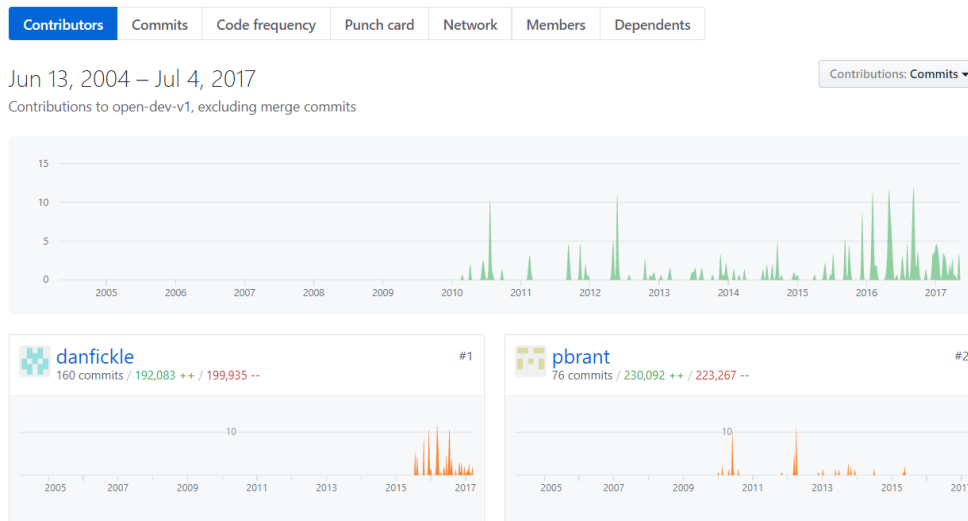 Contributors Commits Code frequency Punch card Network Members Dependents
Jun 13, 2004 – Jul 4, 2017
Contributions: Commits
Contributions to open-dev-v1, excluding merge commits
15
10
5
0
2005 2006 2007 2008 2009 2010 2011 2012 2013 2014 2015 2016 2017
danfickle #1
160 commits / 192,083 ++ / 199,935 --
10
2005 2007 2009 2011 2013 2015 2017
pbrant #2
76 commits / 230,092 ++ / 223,267 --
10
2005 2007 2009 2011 2013 2015 2017